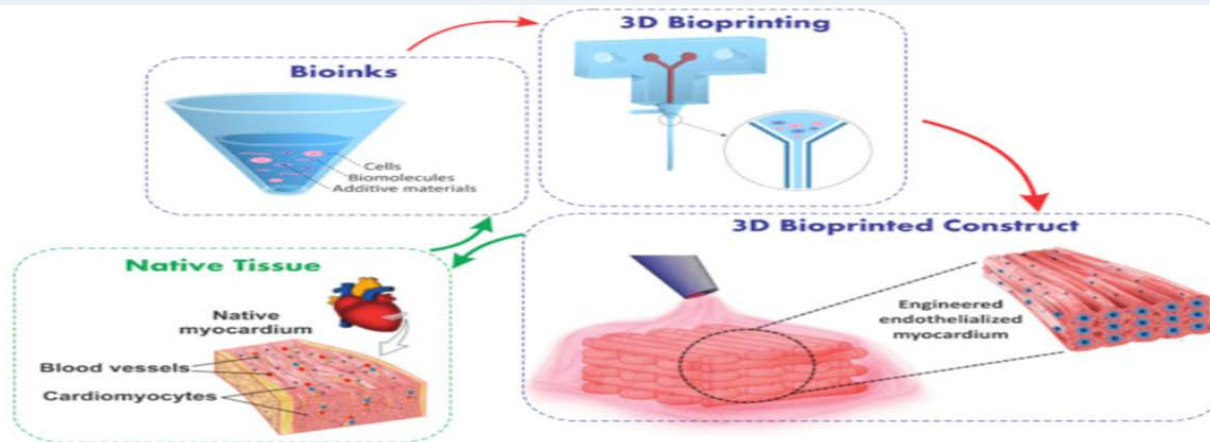 3D Bioprinting
Bioinks
Cells
Biomolecules
Additive materials
3D Bioprinted Construct
Engineered
endothelialized
myocardium
Native Tissue
Native
myocardium
Blood vessels
Cardiomyocytes